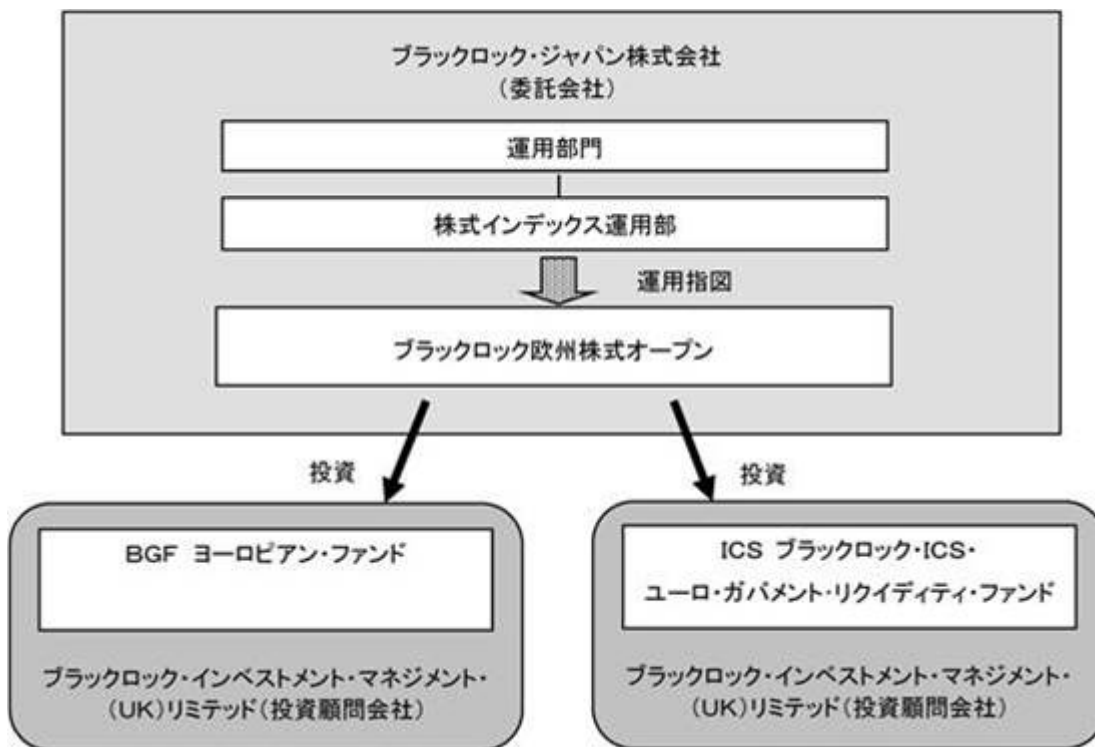 ブラックロック・ジャパン株式会社
（委託会社）
運用部門
株式インデックス運用部
運用指図
ブラックロック欧州株式オープン
投資
投資
BGF ヨーロピアン・ファンド
ブラックロック・インベストメント・マネジメント・
（UK）リミテッド（投資顧問会社）
ICS ブラックロック・ICS・
ユーロ・ガバメント・リクイディティ・ファンド
ブラックロック・インベストメント・マネジメント・
（UK）リミテッド（投資顧問会社）